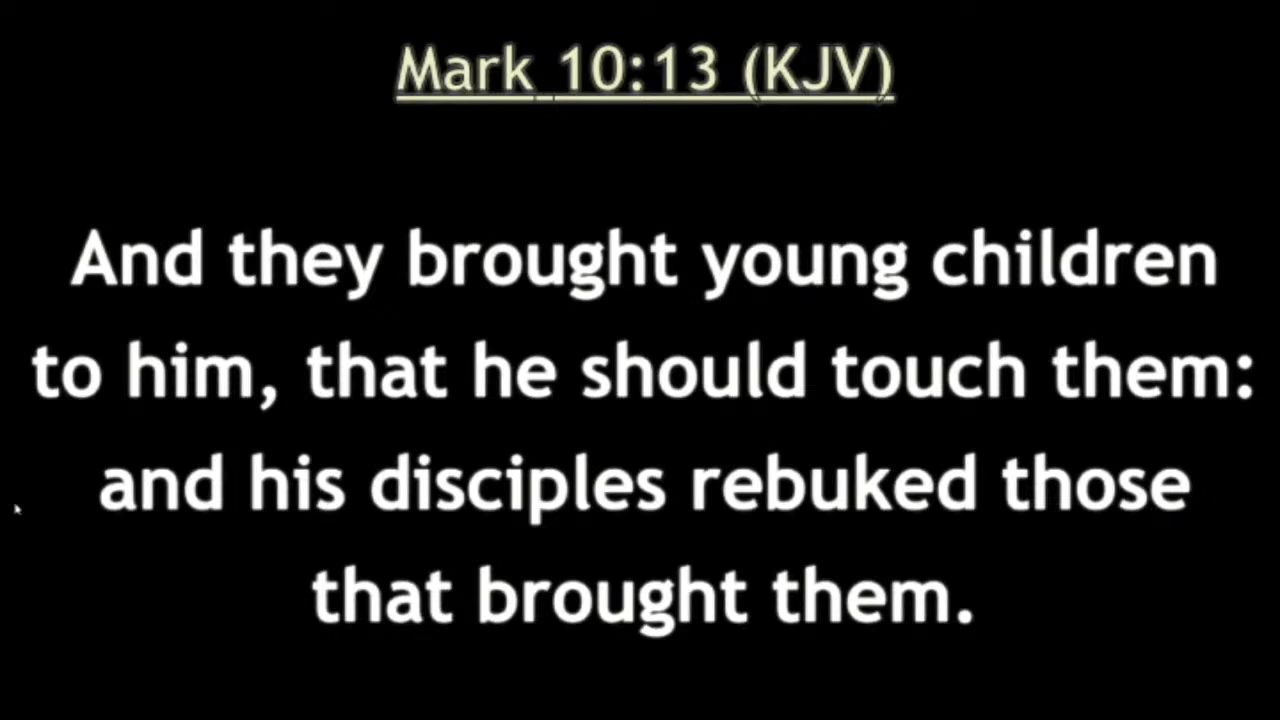 Mark 10:13 (KJV)
And they brought young children
to him, that he should touch them:
and his disciples rebuked those
that brought them.